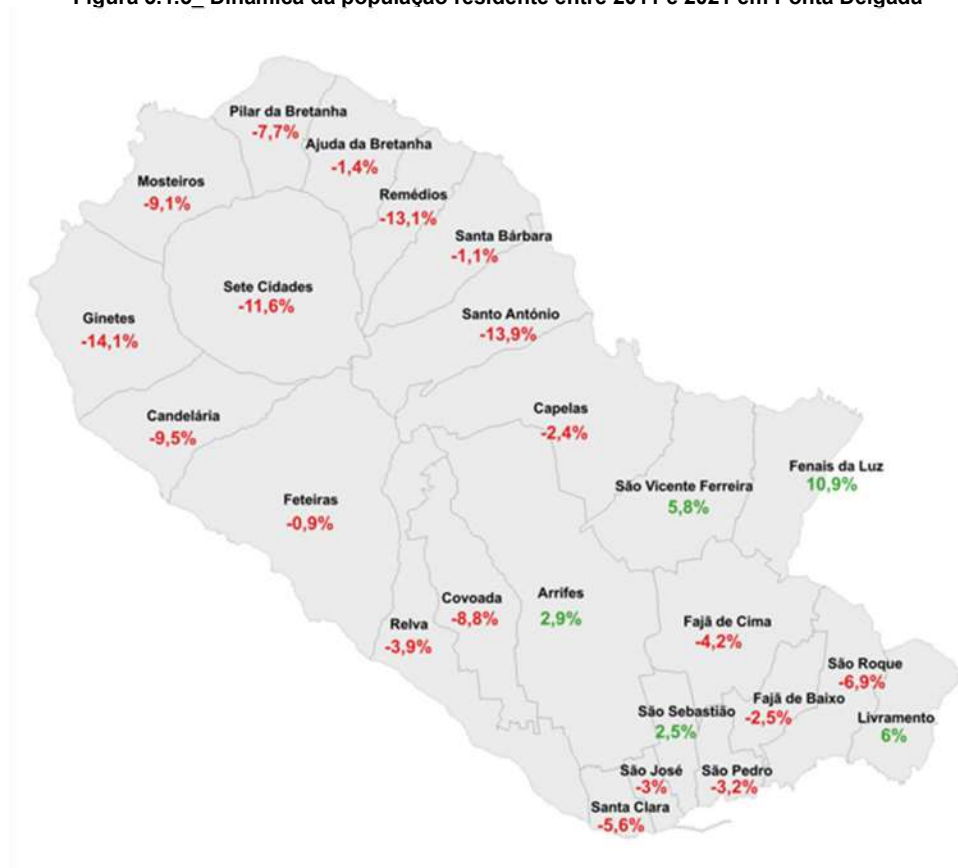 Figura 3.1.3_ Dinâmica da população residente entre 2011 e 2021 em Ponta Delgada
Pilar da Bretanha
-7,7%
Ajuda da Bretanha
-1,4%
Mosteiros
-9,1%
Remédios
-13,1%
Santa Bárbara
-1,1%
Sete Cidades
-11,6%
Ginetes
-14,1%
Santo António
-13,9%
Candelária
-9,5%
Capelas
-2,4%
Fenais da Luz
10,9%
São Vicente Ferreira
5,8%
Feteiras
-0,9%
Covoada
-8,8%
Arrifes
2,9%
Relva
-3,9%
Fajã de Cima
-4,2%
São Roque
-6,9%
Fajã de Baixo
-2,5%
São Sebastião
2,5%
Livramento
6%
São José
-3%
São Pedro
-3,2%
Santa Clara
-5,6%